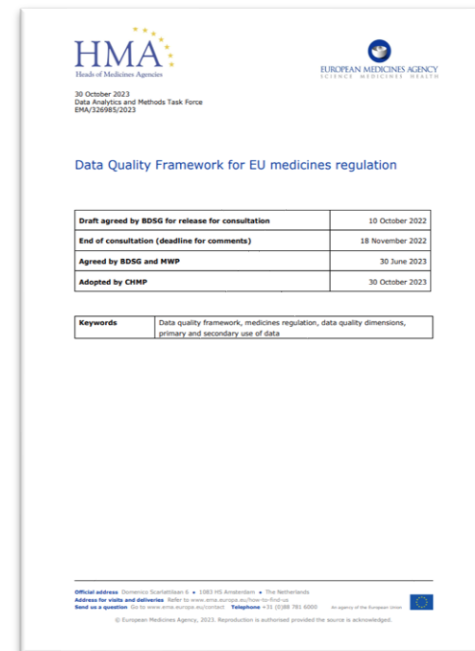 HMA
Heads of Medicines Agencies
EUROPEAN MEDICINES AGENCY
SCIENCE MEDICINES HEALTH
30 October 2023
Data Analytics and Methods Task Force
EMA/326985/2023
Data Quality Framework for EU medicines regulation
Draft agreed by BDSG for release for consultation 10 October 2022
End of consultation (deadline for comments) 18 November 2022
Agreed by BDSG and MWP 30 June 2023
Adopted by CHMP 30 October 2023
Keywords Data quality framework, medicines regulation, data quality dimensions,
primary and secondary use of data
Official address Domenico Scarlattilaan 6 ● 1083 HS Amsterdam ● The Netherlands
Address for visits and deliveries Refer to www.ema.europa.eu/how-to-find-us
Send us a question Go to www.ema.europa.eu/contact Telephone +31 (0)88 781 6000 An agency of the European Union
© European Medicines Agency, 2023. Reproduction is authorised provided the source is acknowledged.